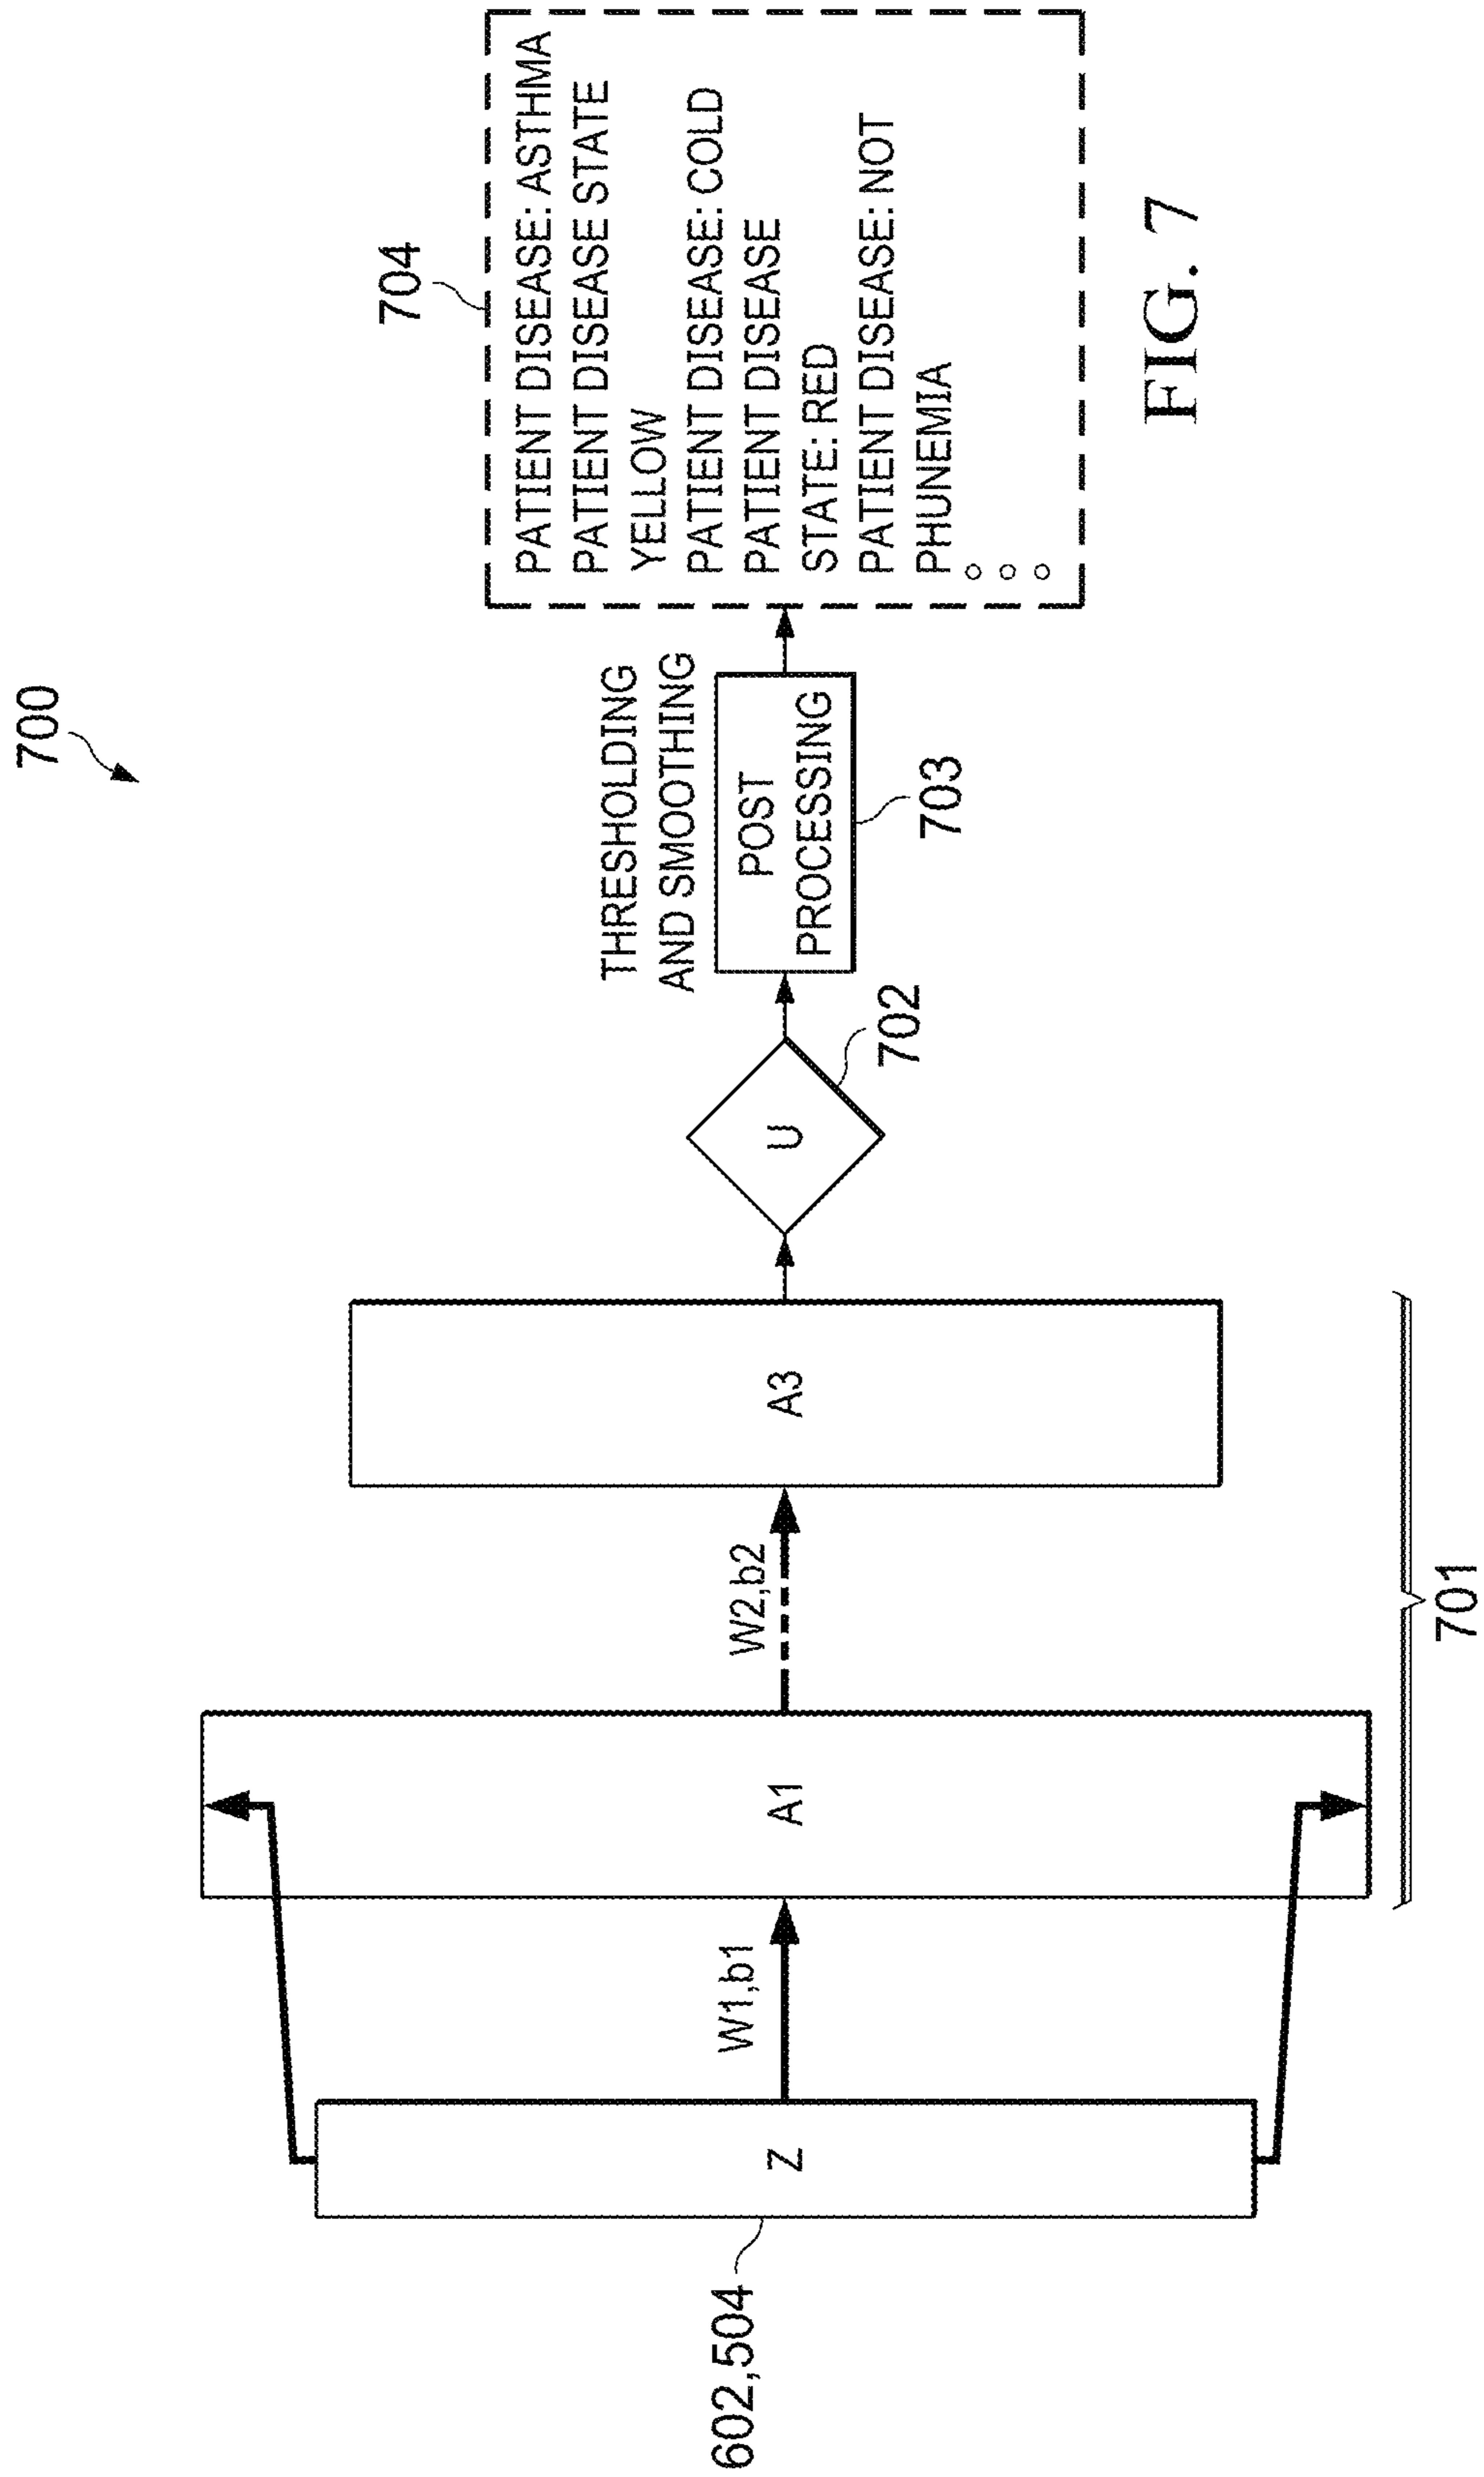 700
602,504
Z
W1,b1
A1
W2,b2
A3
701
U
702
THRESHOLDING
AND SMOOTHING
POST
PROCESSING
703
704
PATIENT DISEASE: ASTHMA
PATIENT DISEASE STATE
YELLOW
PATIENT DISEASE: COLD
PATIENT DISEASE
STATE: RED
PATIENT DISEASE: NOT
PHUNEMIA
FIG. 7